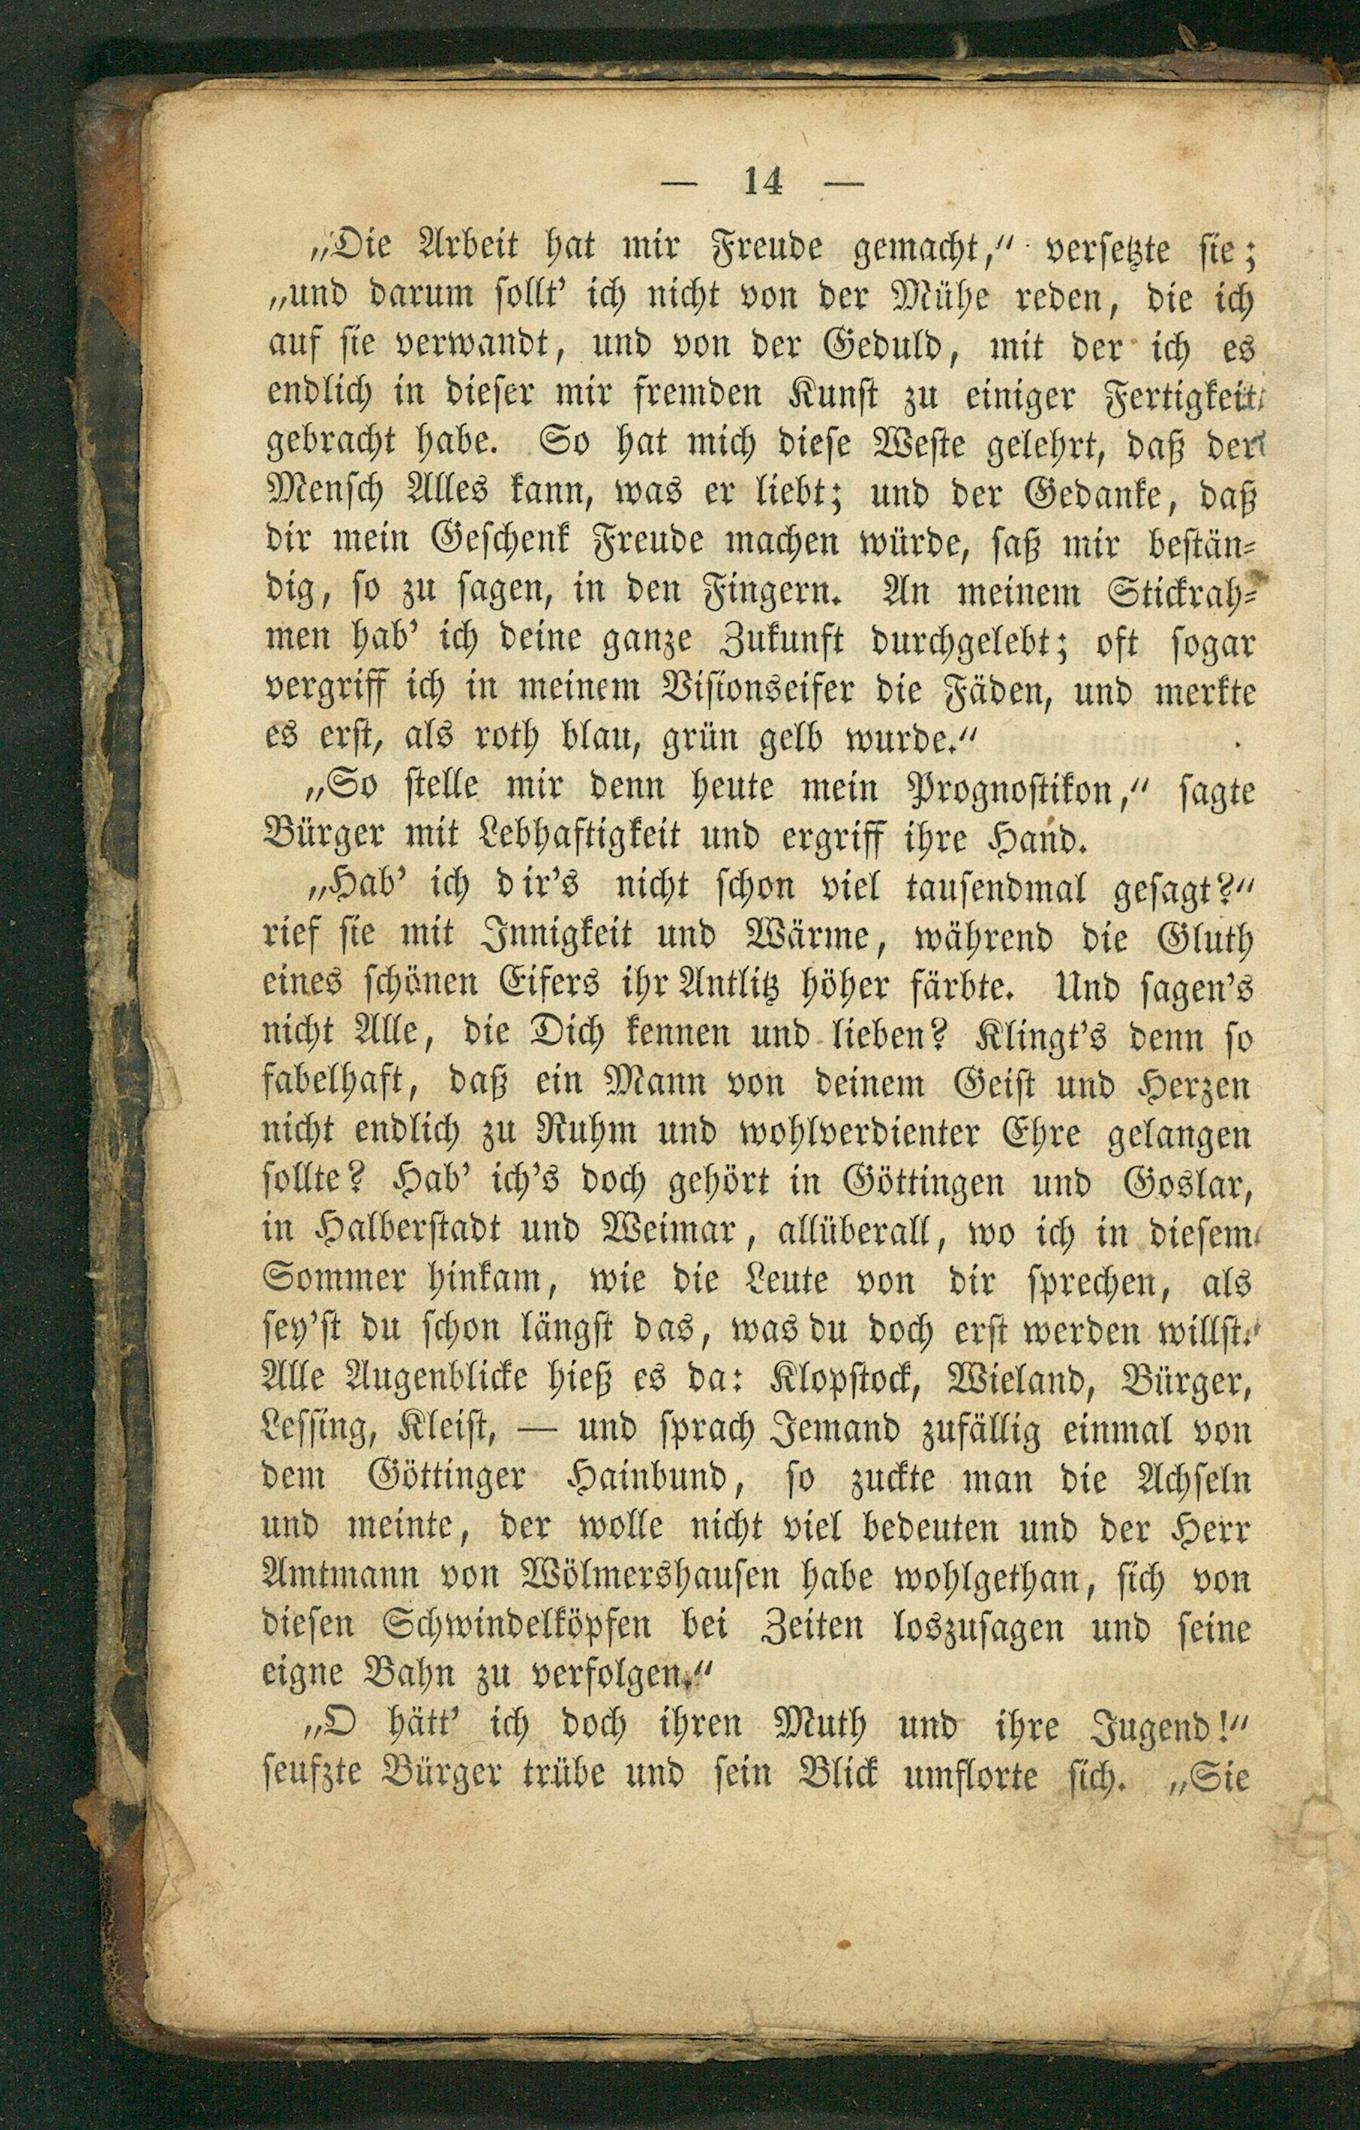 — 14 —
„Die Arbeit hat mir Freude gemacht,“ versetzte sie;
„und darum sollt’ ich nicht von der Mühe reden, die ich
auf sie verwandt, und von der Geduld, mit der ich es
endlich in dieser mir fremden Kunst zu einiger Fertigkeit
gebracht habe. So hat mich diese Weste gelehrt, daß der
Mensch Alles kann, was er liebt; und der Gedanke, daß
dir mein Geschenk Freude machen würde, saß mir bestän-
dig, so zu sagen, in den Fingern. An meinem Stickrah-
men hab’ ich deine ganze Zukunft durchgelebt; oft sogar
vergriff ich in meinem Visionseifer die Fäden, und merkte
es erst, als roth blau, grün gelb wurde.“
„So stelle mir denn heute mein Prognostikon,“ sagte
Bürger mit Lebhaftigkeit und ergriff ihre Hand.
„Hab’ ich dir’s nicht schon viel tausendmal gesagt?“
rief sie mit Innigkeit und Wärme, während die Gluth
eines schönen Eifers ihr Antlitz höher färbte. Und sagen’s
nicht Alle, die Dich kennen und lieben? Klingt’s denn so
fabelhaft, daß ein Mann von deinem Geist und Herzen
nicht endlich zu Ruhm und wohlverdienter Ehre gelangen
sollte? Hab’ ich’s doch gehört in Göttingen und Goslar,
in Halberstadt und Weimar, allüberall, wo ich in diesem
Sommer hinkam, wie die Leute von dir sprechen, als
sey’st du schon längst das, was du doch erst werden willst.
Alle Augenblicke hieß es da: Klopstock, Wieland, Bürger,
Lessing, Kleist, — und sprach Jemand zufällig einmal von
dem Göttinger Hainbund, so zuckte man die Achseln
und meinte, der wolle nicht viel bedeuten und der Herr
Amtmann von Wölmershausen habe wohlgethan, sich von
diesen Schwindelköpfen bei Zeiten loszusagen und seine
eigne Bahn zu verfolgen.“
„O hätt’ ich doch ihren Muth und ihre Jugend!“
seufzte Bürger trübe und sein Blick umflorte sich. „Sie